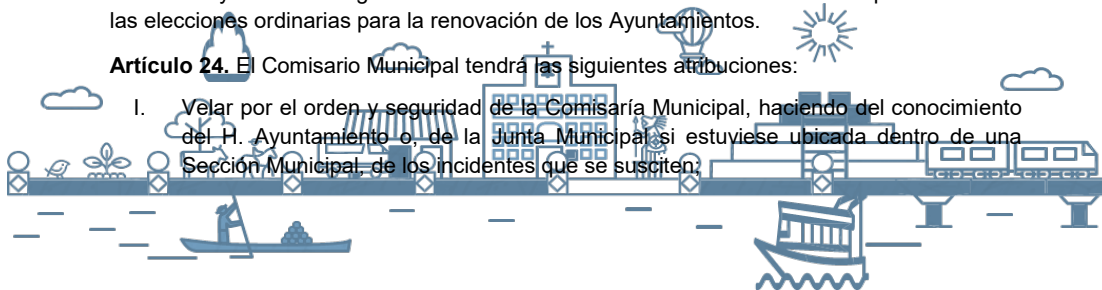 las elecciones ordinarias para la renovación de los Ayuntamientos.
Artículo 24. El Comisario Municipal tendrá las siguientes atribuciones:
I. Velar por el orden y seguridad de la Comisaría Municipal, haciendo del conocimiento
del H. Ayuntamiento o, de la Junta Municipal si estuviese ubicada dentro de una
Sección Municipal, de los incidentes que se susciten;